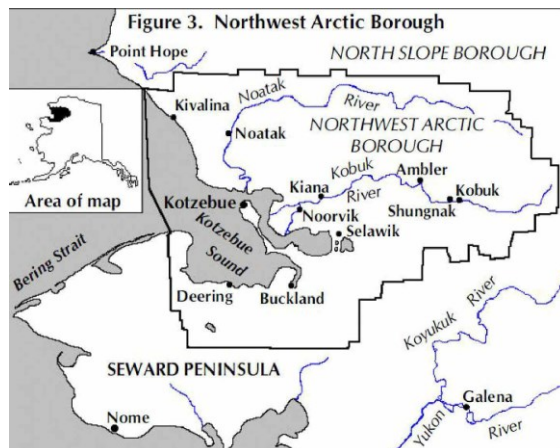 Figure 3. Northwest Arctic Borough
Point Hope
NORTH SLOPE BOROUGH
Kivalina
Noatak
River
Noatak
NORTHWEST ARCTIC
BOROUGH
Area of map
Kobuk
River
Ambler
Kiana
Kobuk
Kotzebue
Noorvik
Shungnak
Selawik
Kotzebue
Sound
Bering Strait
Deering
Buckland
Koyukuk
River
SEWARD PENINSULA
Galena
Nome
Yukon
River